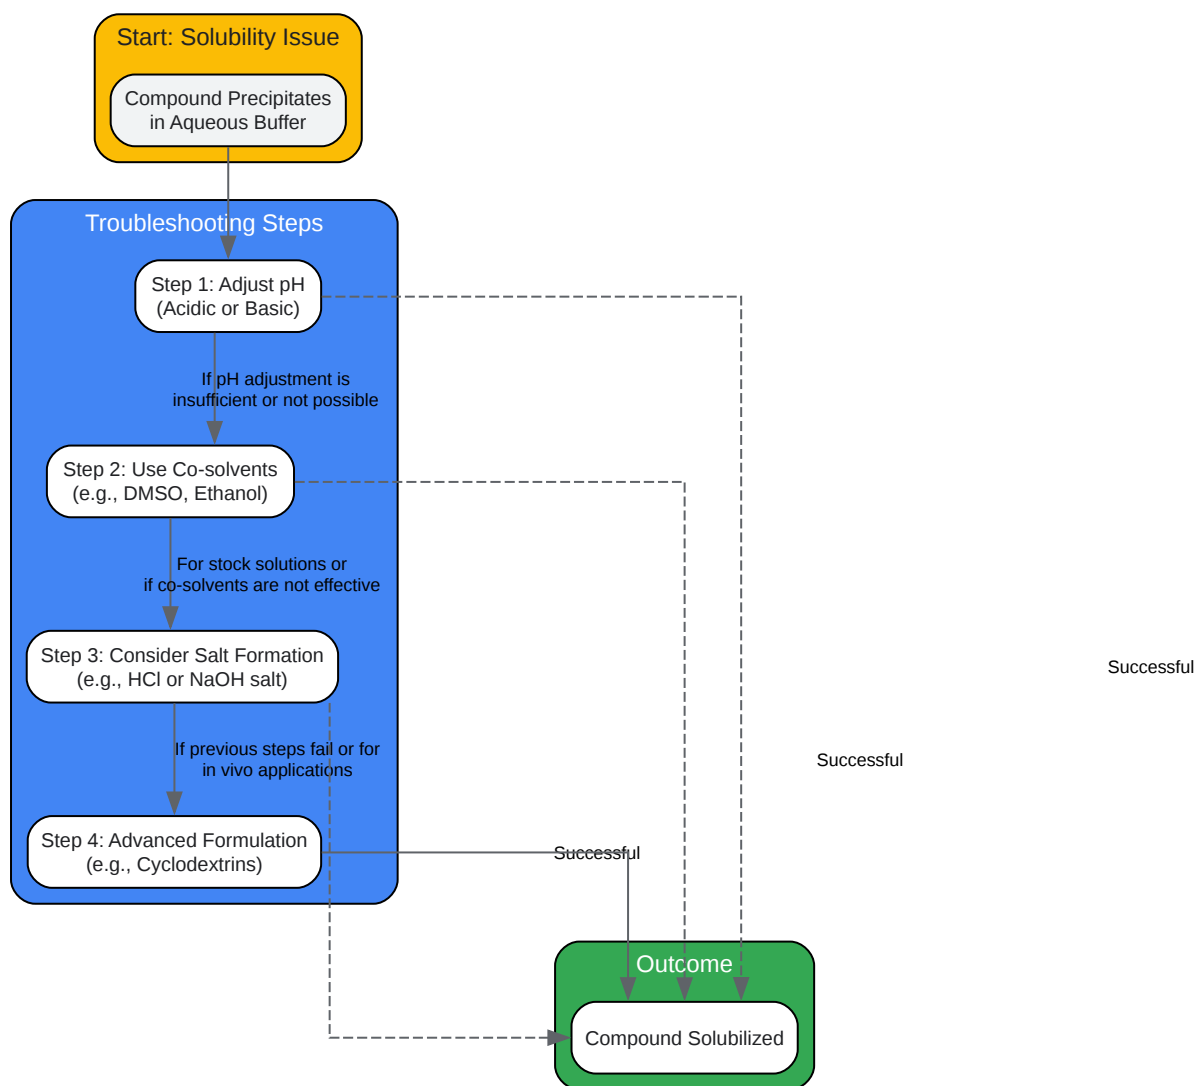 Start: Solubility Issue
Compound Precipitates
in Aqueous Buffer
Troubleshooting Steps
Step 1: Adjust pH
(Acidic or Basic)
If pH adjustment is
insufficient or not possible
Step 2: Use Co-solvents
(e.g., DMSO, Ethanol)
For stock solutions or
if co-solvents are not effective
Step 3: Consider Salt Formation
(e.g., HCl or NaOH salt)
Successful
If previous steps fail or for
in vivo applications
Successful
Step 4: Advanced Formulation
(e.g., Cyclodextrins)
Successful
Outcome
Compound Solubilized